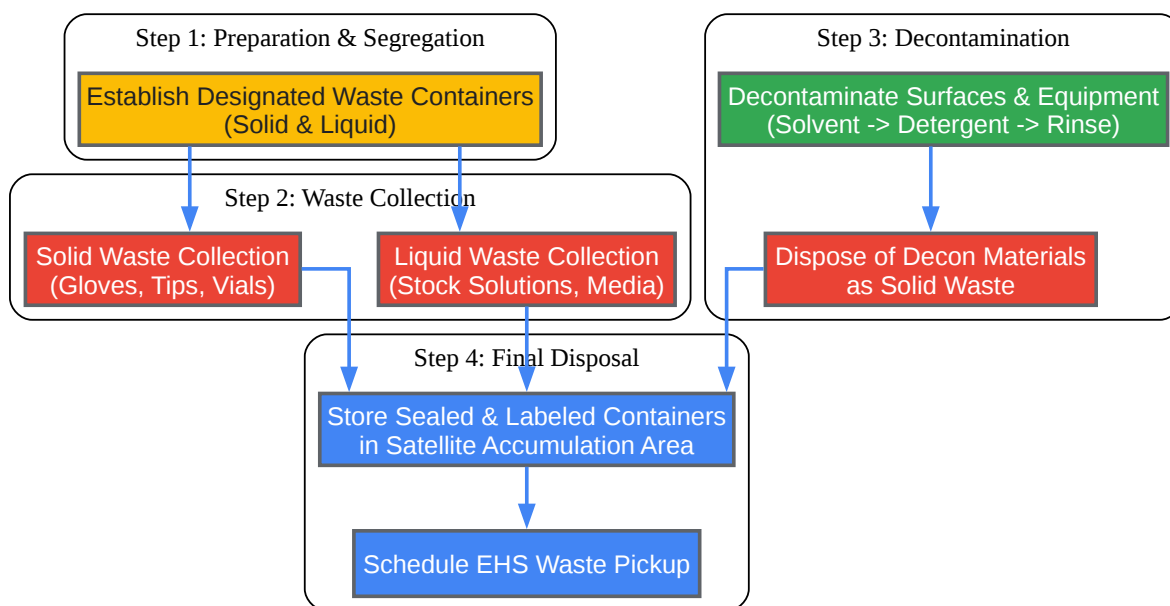 Step 1: Preparation & Segregation
Establish Designated Waste Containers
(Solid & Liquid)
Step 2: Waste Collection
Solid Waste Collection
(Gloves, Tips, Vials)
Liquid Waste Collection
(Stock Solutions, Media)
Step 3: Decontamination
Decontaminate Surfaces & Equipment
(Solvent -> Detergent -> Rinse)
Dispose of Decon Materials
as Solid Waste
Step 4: Final Disposal
Store Sealed & Labeled Containers
in Satellite Accumulation Area
Schedule EHS Waste Pickup